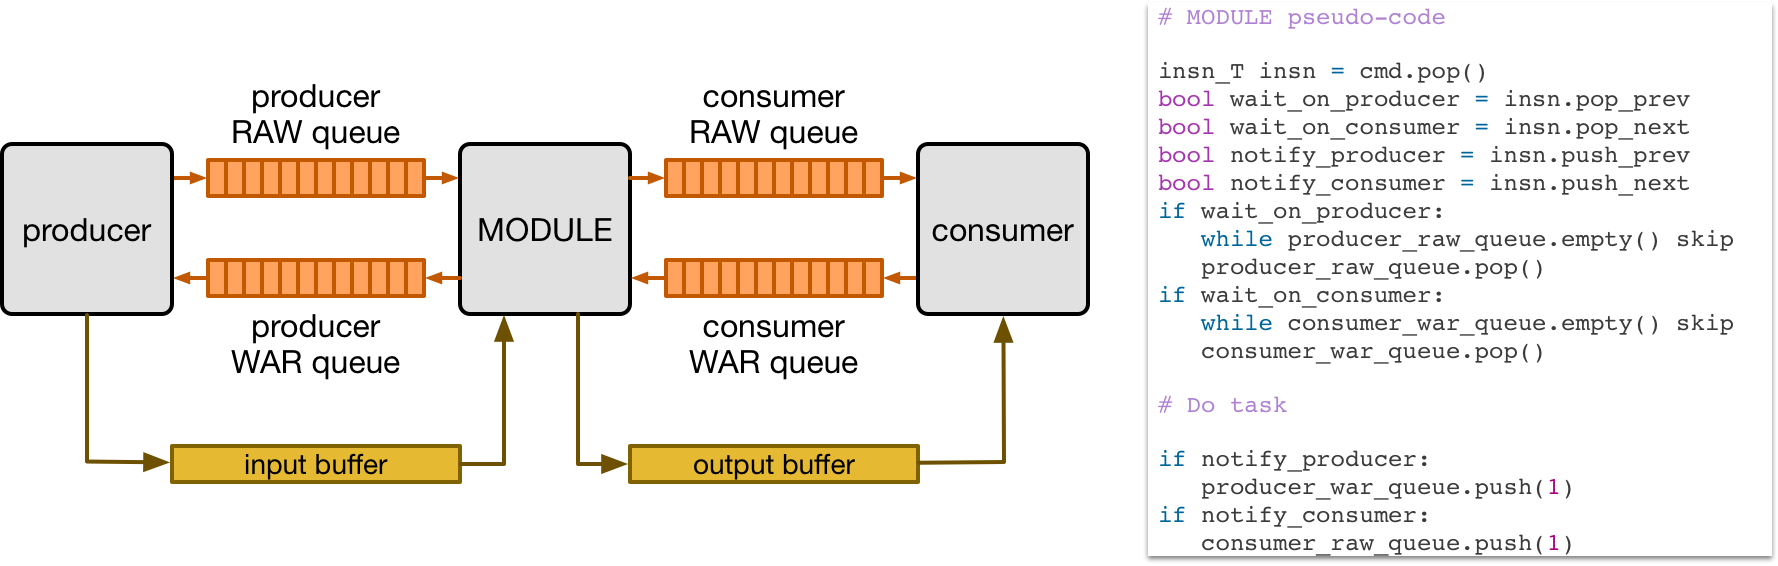 producer
RAW queue
consumer
RAW queue
producer
MODULE
consumer
producer
WAR queue
consumer
WAR queue
input buffer
output buffer
# MODULE pseudo-code
insn_T insn = cmd.pop()
bool wait_on_producer = insn.pop_prev
bool wait_on_consumer = insn.pop_next
bool notify_producer = insn.push_prev
bool notify_consumer = insn.push_next
if wait_on_producer:
   while producer_raw_queue.empty() skip
   producer_raw_queue.pop()
if wait_on_consumer:
   while consumer_war_queue.empty() skip
   consumer_war_queue.pop()
# Do task
if notify_producer:
   producer_war_queue.push(1)
if notify_consumer:
   consumer_raw_queue.push(1)